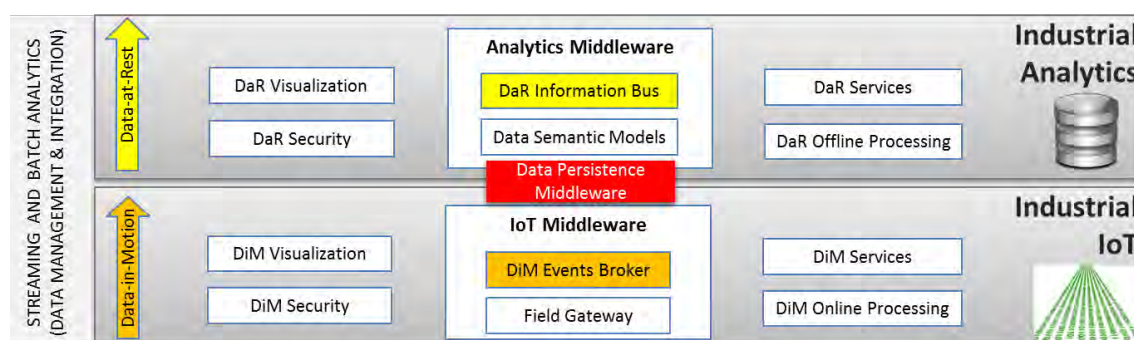 STREAMING AND BATCH ANALYTICS
(DATA MANAGEMENT & INTEGRATION)
Data-at-Rest
DaR Visualization
DaR Security
Analytics Middleware
DaR Information Bus
Data Semantic Models
DaR Services
DaR Offline Processing
Industrial
Analytics
Data Persistence
Middleware
Data-in-Motion
DiM Visualization
DiM Security
IoT Middleware
DiM Events Broker
Field Gateway
DiM Services
DiM Online Processing
Industrial
IoT